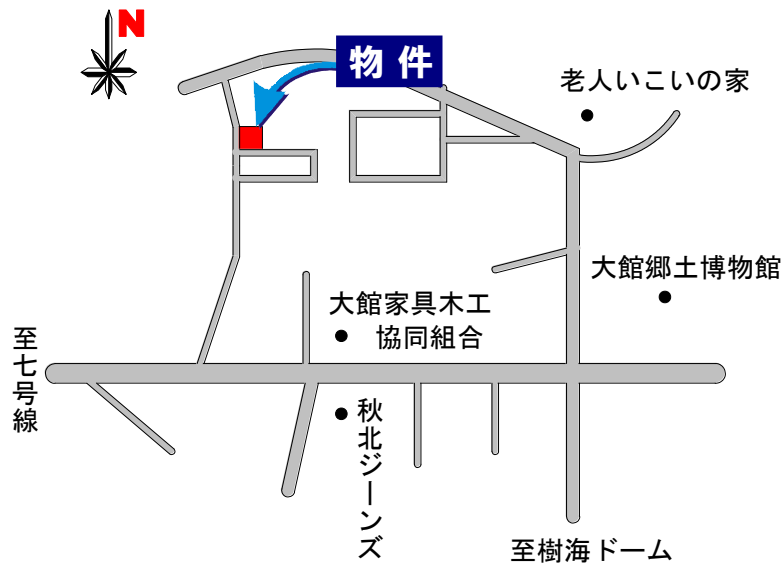 N
物件
老人いこいの家
大館郷土博物館
大館家具木工
協同組合
至七号線
秋北ジーンズ
至樹海ドーム